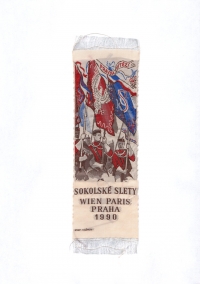 SOKOLSKÉ SLETY
WIEN PARIS
PRAHA
1990